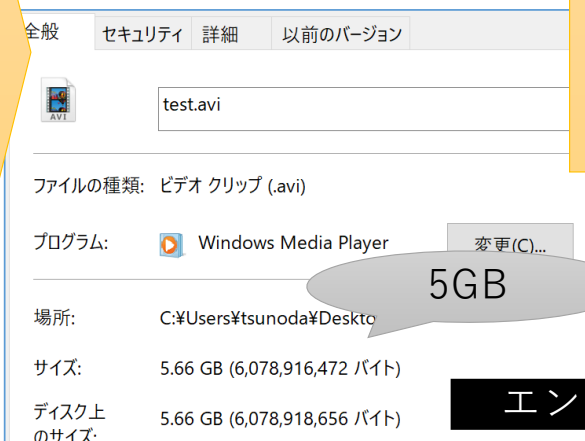 全般 セキュリティ 詳細 以前のバージョン
AVI
test.avi
ファイルの種類: ビデオ クリップ (.avi)
プログラム: Windows Media Player 変更(C)...
5GB
場所: C:¥Users¥tsunoda¥Deskto
サイズ: 5.66 GB (6,078,916,472 バイト)
エン
ディスク上 5.66 GB (6,078,918,656 バイト)
のサイズ: